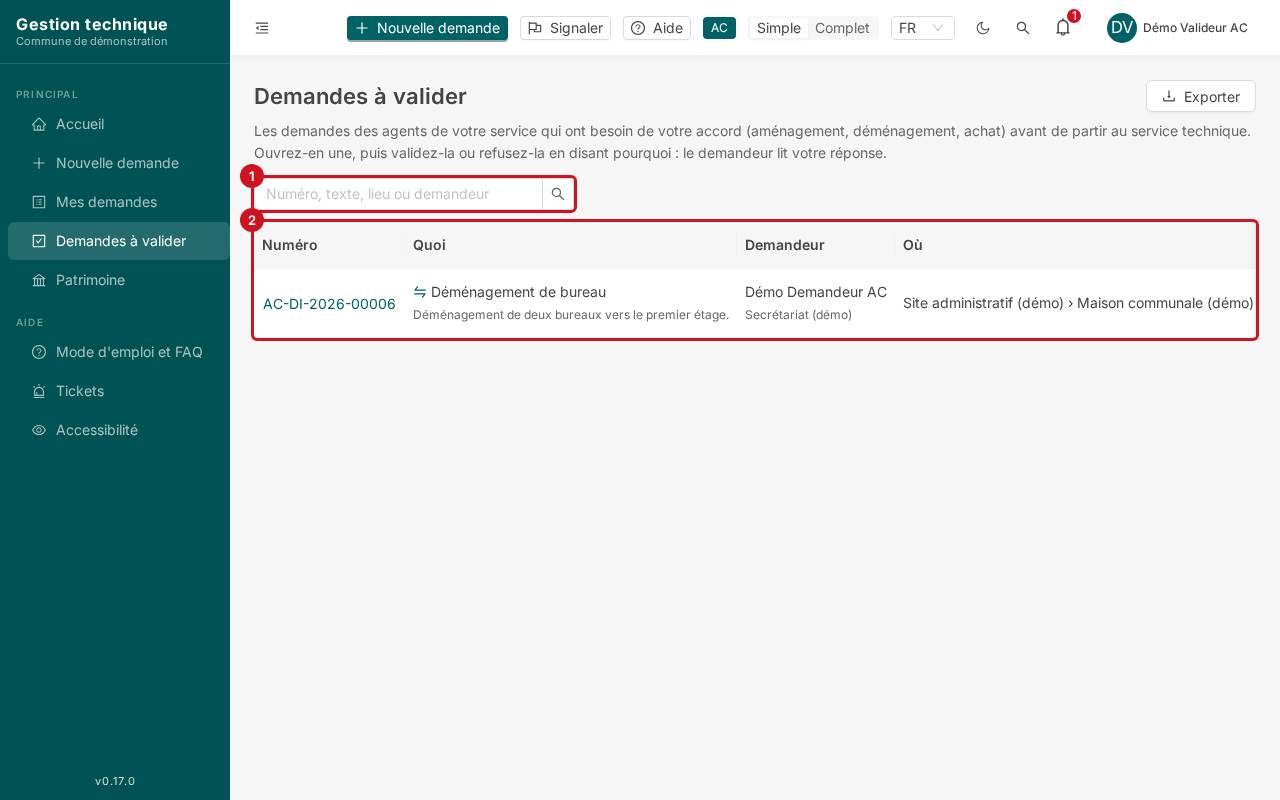 Gestion technique
Commune de démonstration
PRINCIPAL
Accueil
Nouvelle demande
Mes demandes
Demandes à valider
Patrimoine
AIDE
Mode d'emploi et FAQ
Tickets
Accessibilité
v0.17.0
Nouvelle demande
Signaler
Aide
AC
Simple
Complet
FR
1
DV
Démo Valideur AC
Demandes à valider
Exporter
Les demandes des agents de votre service qui ont besoin de votre accord (aménagement, déménagement, achat) avant de partir au service technique.
Ouvrez-en une, puis validez-la ou refusez-la en disant pourquoi : le demandeur lit votre réponse.
1
Numéro, texte, lieu ou demandeur
2
Numéro Quoi Demandeur Où
AC-DI-2026-00006
Déménagement de bureau
Déménagement de deux bureaux vers le premier étage.
Démo Demandeur AC
Secrétariat (démo)
Site administratif (démo) › Maison communale (démo)